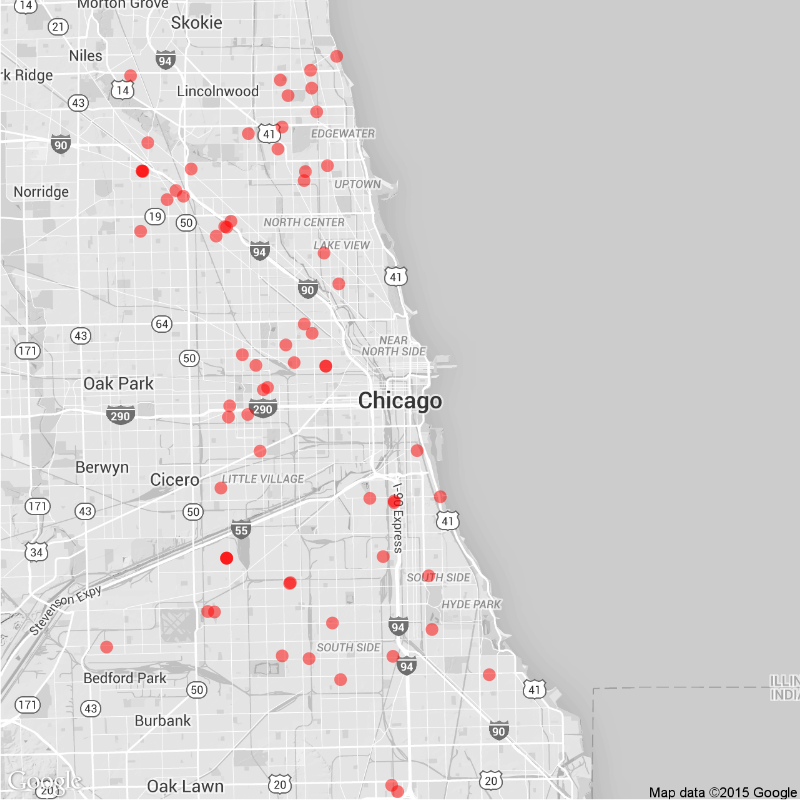 14
Morton Grove
Skokie
21
Niles
94
rk Ridge
14
Lincolnwood
43
41
EDGEWATER
90
Norridge
UPTOWN
19
50
NORTH CENTER
94
LAKE VIEW
41
90
64
43
NEAR
NORTH SIDE
171
50
Oak Park
290
290
Chicago
Berwyn
Cicero
LITTLE VILLAGE
171
43
50
I-90 Express
41
55
34
SOUTH SIDE
HYDE PARK
Stevenson Expy
94
SOUTH SIDE
94
Bedford Park
ILLIN
INDIA
50
41
171
43
Burbank
90
Google
20
Oak Lawn
20
20
Map data ©2015 Google